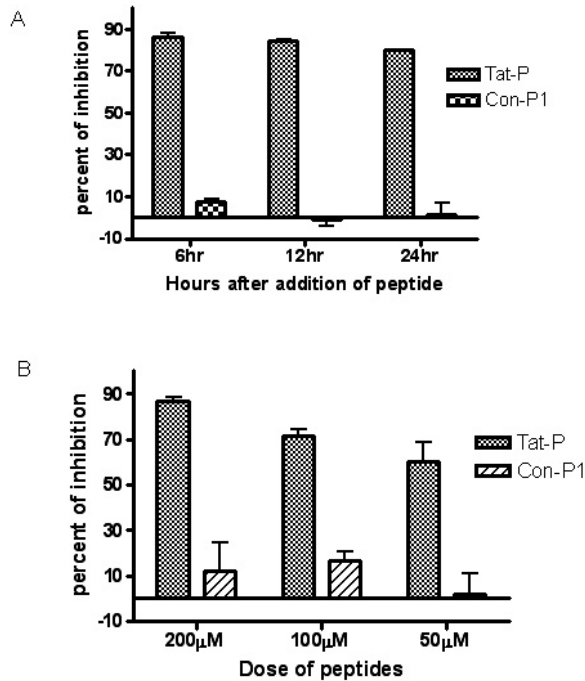 A
percent of inhibition
90
70
50
30
10
-10
Tat-P
Con-P1
6hr 12hr 24hr
Hours after addition of peptide
B
percent of inhibition
90
70
50
30
10
-10
Tat-P
Con-P1
200µM 100µM 50µM
Dose of peptides